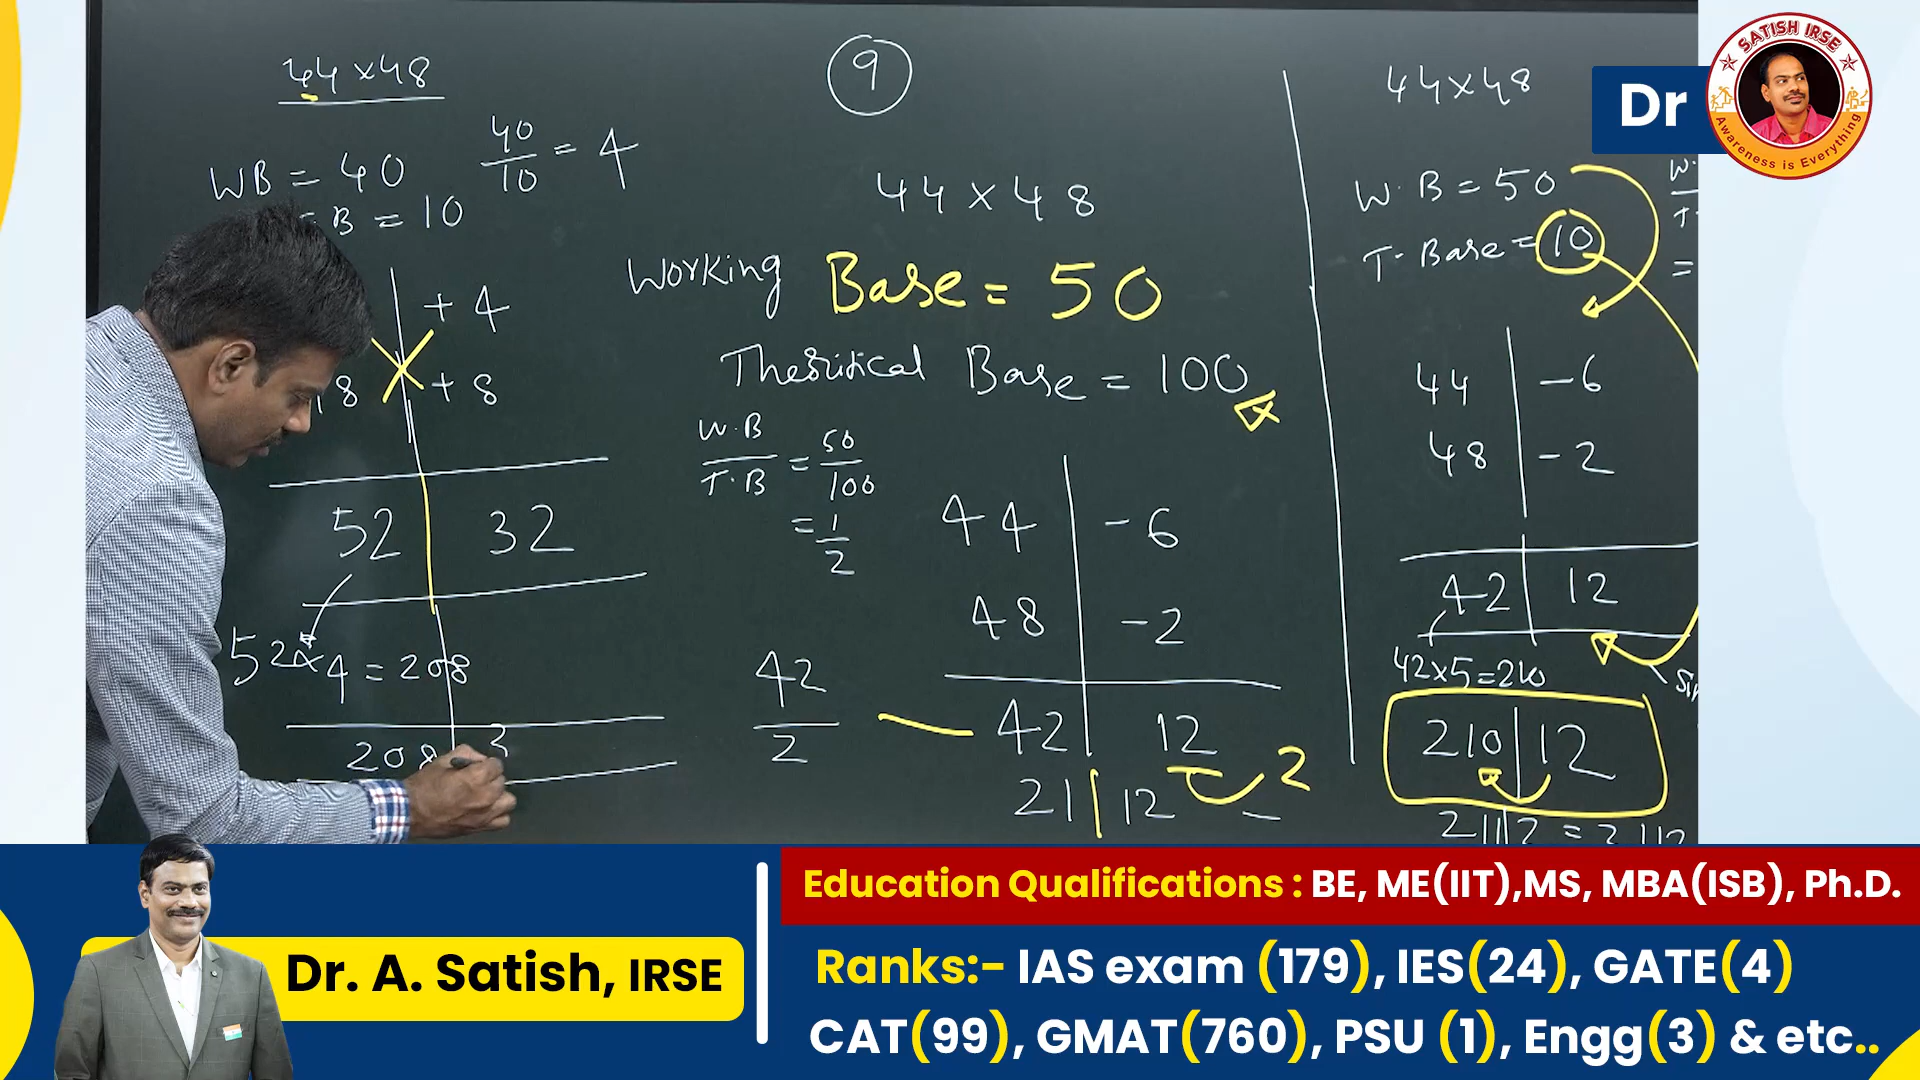 44 x 48
WB = 40
40
10
= 4
B = 10
+ 4
8
+ 8
52
32
52 x 4 = 208
208
9
44 x 48
Working
Base = 50
Theoritical Base = 100
W.B
T.B
= 50
100
= 1
2
44
- 6
48
- 2
42
2
42
12
2
21
12
44 x 48
W.B = 50
T. Base = 10
44
- 6
48
- 2
42
12
42 x 5 = 210
210
12
2112 = 2112
Dr
SATISH IRSE
Awareness is Everything
Dr. A. Satish, IRSE
Education Qualifications : BE, ME(IIT),MS, MBA(ISB), Ph.D.
Ranks:- IAS exam (179), IES(24), GATE(4)
CAT(99), GMAT(760), PSU (1), Engg(3) & etc..